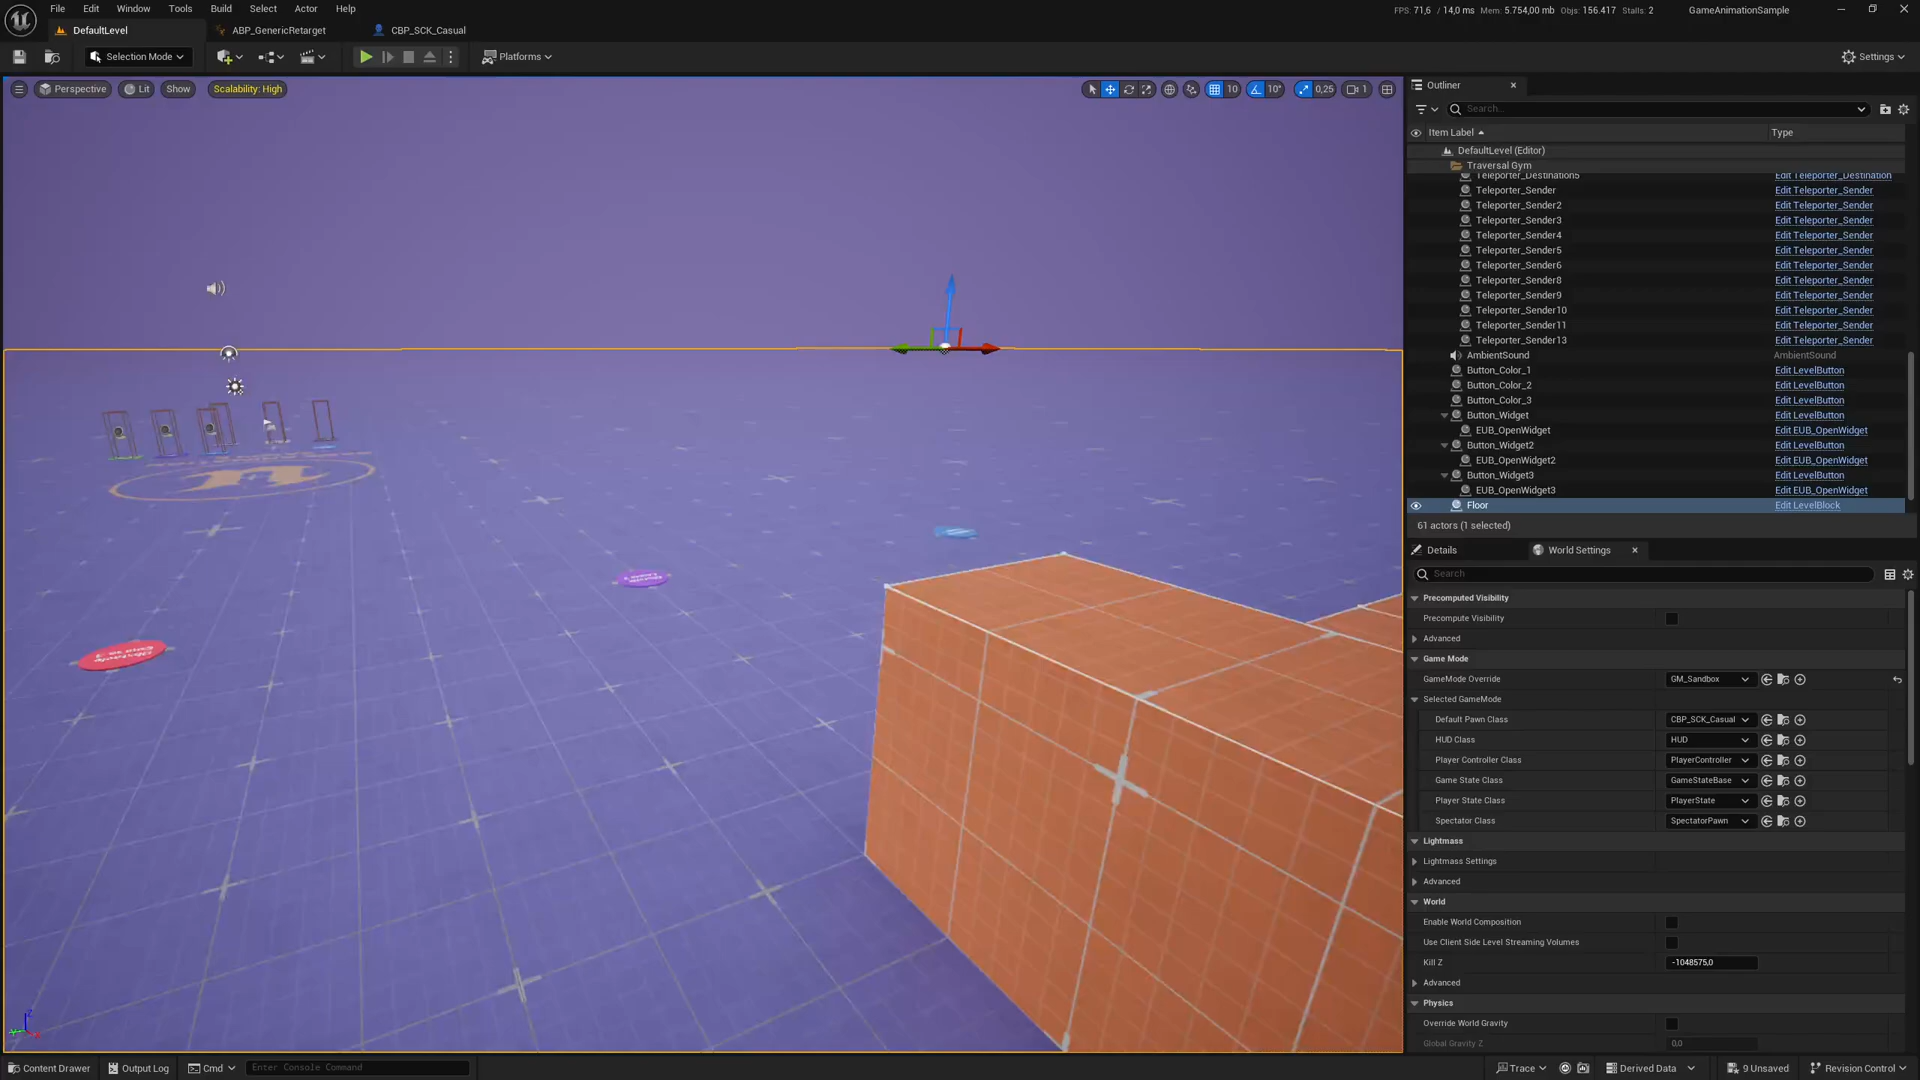 File Edit Window Tools Build Select Actor Help
FPS: 71,6 / 14,0 ms Mem: 5.754,00 mb Objs: 156.417 Stalls: 2
GameAnimationSample
DefaultLevel
ABP_GenericRetarget
CBP_SCK_Casual
Selection Mode
Platforms
Settings
Perspective
Lit
Show
Scalability: High
10
10°
0,25
1
Outliner
Search...
Item Label
Type
DefaultLevel (Editor)
Traversal Gym
Teleporter_Destination5 Edit Teleporter_Destination
Teleporter_Sender Edit Teleporter_Sender
Teleporter_Sender2 Edit Teleporter_Sender
Teleporter_Sender3 Edit Teleporter_Sender
Teleporter_Sender4 Edit Teleporter_Sender
Teleporter_Sender5 Edit Teleporter_Sender
Teleporter_Sender6 Edit Teleporter_Sender
Teleporter_Sender8 Edit Teleporter_Sender
Teleporter_Sender9 Edit Teleporter_Sender
Teleporter_Sender10 Edit Teleporter_Sender
Teleporter_Sender11 Edit Teleporter_Sender
Teleporter_Sender13 Edit Teleporter_Sender
AmbientSound AmbientSound
Button_Color_1 Edit LevelButton
Button_Color_2 Edit LevelButton
Button_Color_3 Edit LevelButton
Button_Widget Edit LevelButton
EUB_OpenWidget Edit EUB_OpenWidget
Button_Widget2 Edit LevelButton
EUB_OpenWidget2 Edit EUB_OpenWidget
Button_Widget3 Edit LevelButton
EUB_OpenWidget3 Edit EUB_OpenWidget
Floor Edit LevelBlock
61 actors (1 selected)
Details
World Settings
Search
Precomputed Visibility
Precompute Visibility
Advanced
Game Mode
GameMode Override GM_Sandbox
Selected GameMode
Default Pawn Class CBP_SCK_Casual
HUD Class HUD
Player Controller Class PlayerController
Game State Class GameStateBase
Player State Class PlayerState
Spectator Class SpectatorPawn
Lightmass
Lightmass Settings
Advanced
World
Enable World Composition
Use Client Side Level Streaming Volumes
Kill Z -1048575,0
Advanced
Physics
Override World Gravity
Global Gravity Z 0,0
Z
Content Drawer
Output Log
Cmd
Enter Console Command
Trace
Derived Data
9 Unsaved
Revision Control